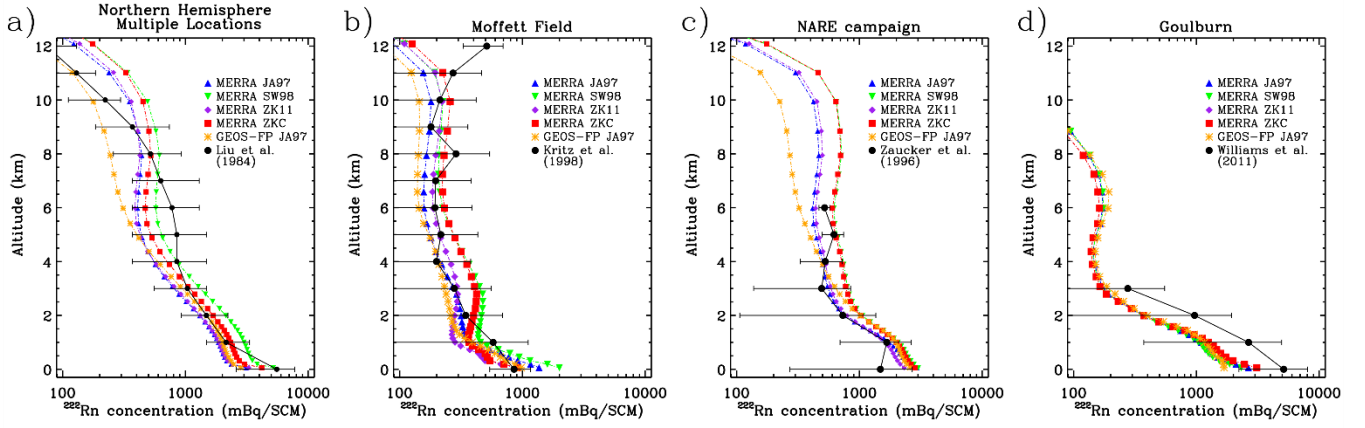 a)
Northern Hemisphere
Multiple Locations
12
10
8
6
4
2
0
Altitude (km)
MERRA JA97
MERRA SW98
MERRA ZK11
MERRA ZKC
GEOS-FP JA97
Liu et al.
(1984)
100
1000
10000
²²²Rn concentration (mBq/SCM)
b)
Moffett Field
12
10
8
6
4
2
0
Altitude (km)
MERRA JA97
MERRA SW98
MERRA ZK11
MERRA ZKC
GEOS-FP JA97
Kritz et al.
(1998)
100
1000
10000
²²²Rn concentration (mBq/SCM)
c)
NARE campaign
12
10
8
6
4
2
0
Altitude (km)
MERRA JA97
MERRA SW98
MERRA ZK11
MERRA ZKC
GEOS-FP JA97
Zaucker et al.
(1996)
100
1000
10000
²²²Rn concentration (mBq/SCM)
d)
Goulburn
12
10
8
6
4
2
0
Altitude (km)
MERRA JA97
MERRA SW98
MERRA ZK11
MERRA ZKC
GEOS-FP JA97
Williams et al.
(2011)
100
1000
10000
²²²Rn concentration (mBq/SCM)